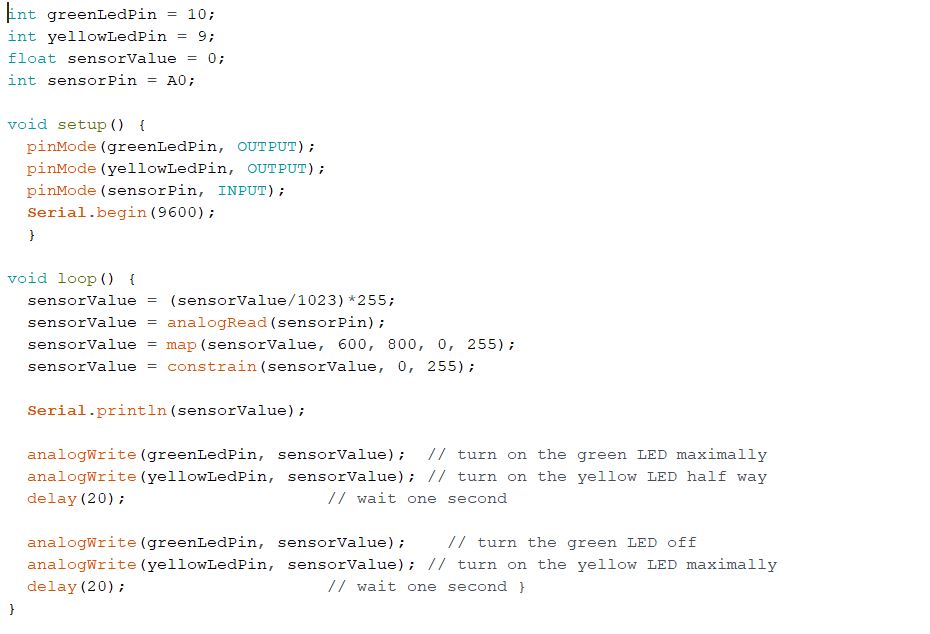 int greenLedPin = 10;
int yellowLedPin = 9;
float sensorValue = 0;
int sensorPin = A0;

void setup() {
  pinMode(greenLedPin, OUTPUT);
  pinMode(yellowLedPin, OUTPUT);
  pinMode(sensorPin, INPUT);
  Serial.begin(9600);
  }

void loop() {
  sensorValue = (sensorValue/1023)*255;
  sensorValue = analogRead(sensorPin);
  sensorValue = map(sensorValue, 600, 800, 0, 255);
  sensorValue = constrain(sensorValue, 0, 255);

  Serial.println(sensorValue);

  analogWrite(greenLedPin, sensorValue);  // turn on the green LED maximally
  analogWrite(yellowLedPin, sensorValue); // turn on the yellow LED half way
  delay(20);                    // wait one second

  analogWrite(greenLedPin, sensorValue);    // turn the green LED off
  analogWrite(yellowLedPin, sensorValue); // turn on the yellow LED maximally
  delay(20);                    // wait one second }
}